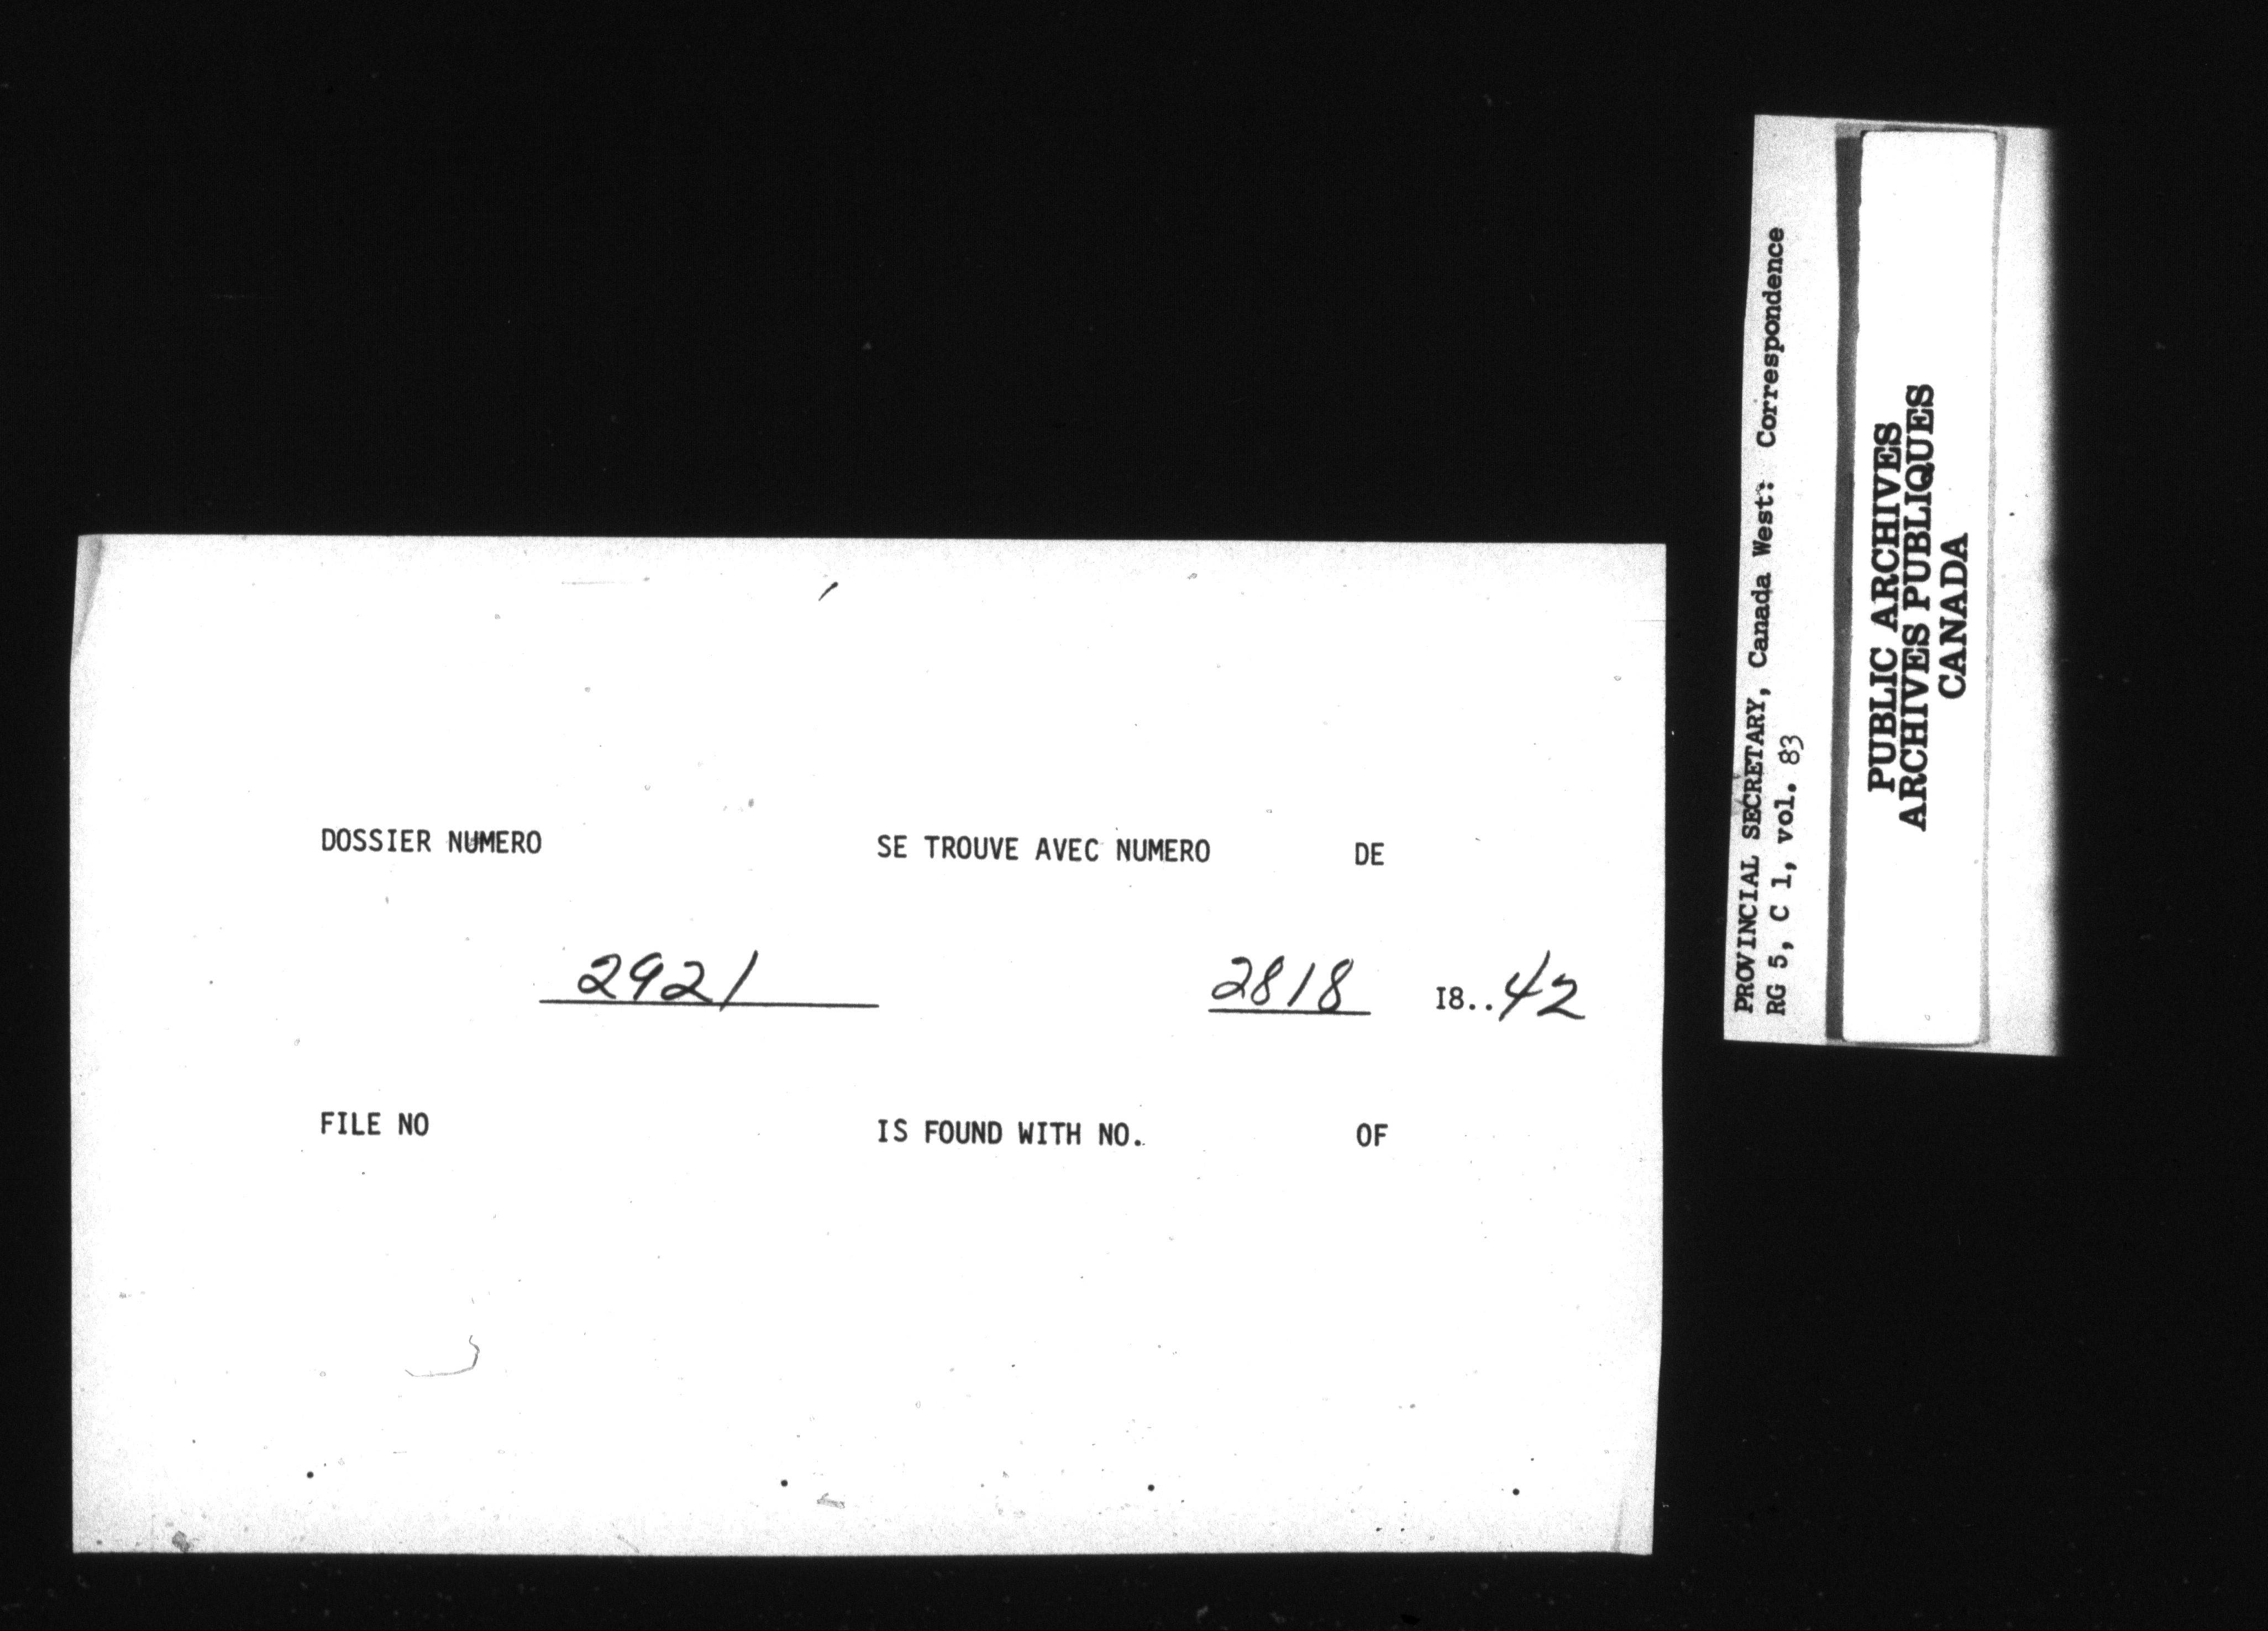 DOSSIER NUMERO SE TROUVE AVEC NUMERO DE
2921 2818 18..42
FILE NO IS FOUND WITH NO. OF
PROVINCIAL SECRETARY, Canada West: Correspondence
RG 5, C 1, vol. 83
PUBLIC ARCHIVES
ARCHIVES PUBLIQUES
CANADA